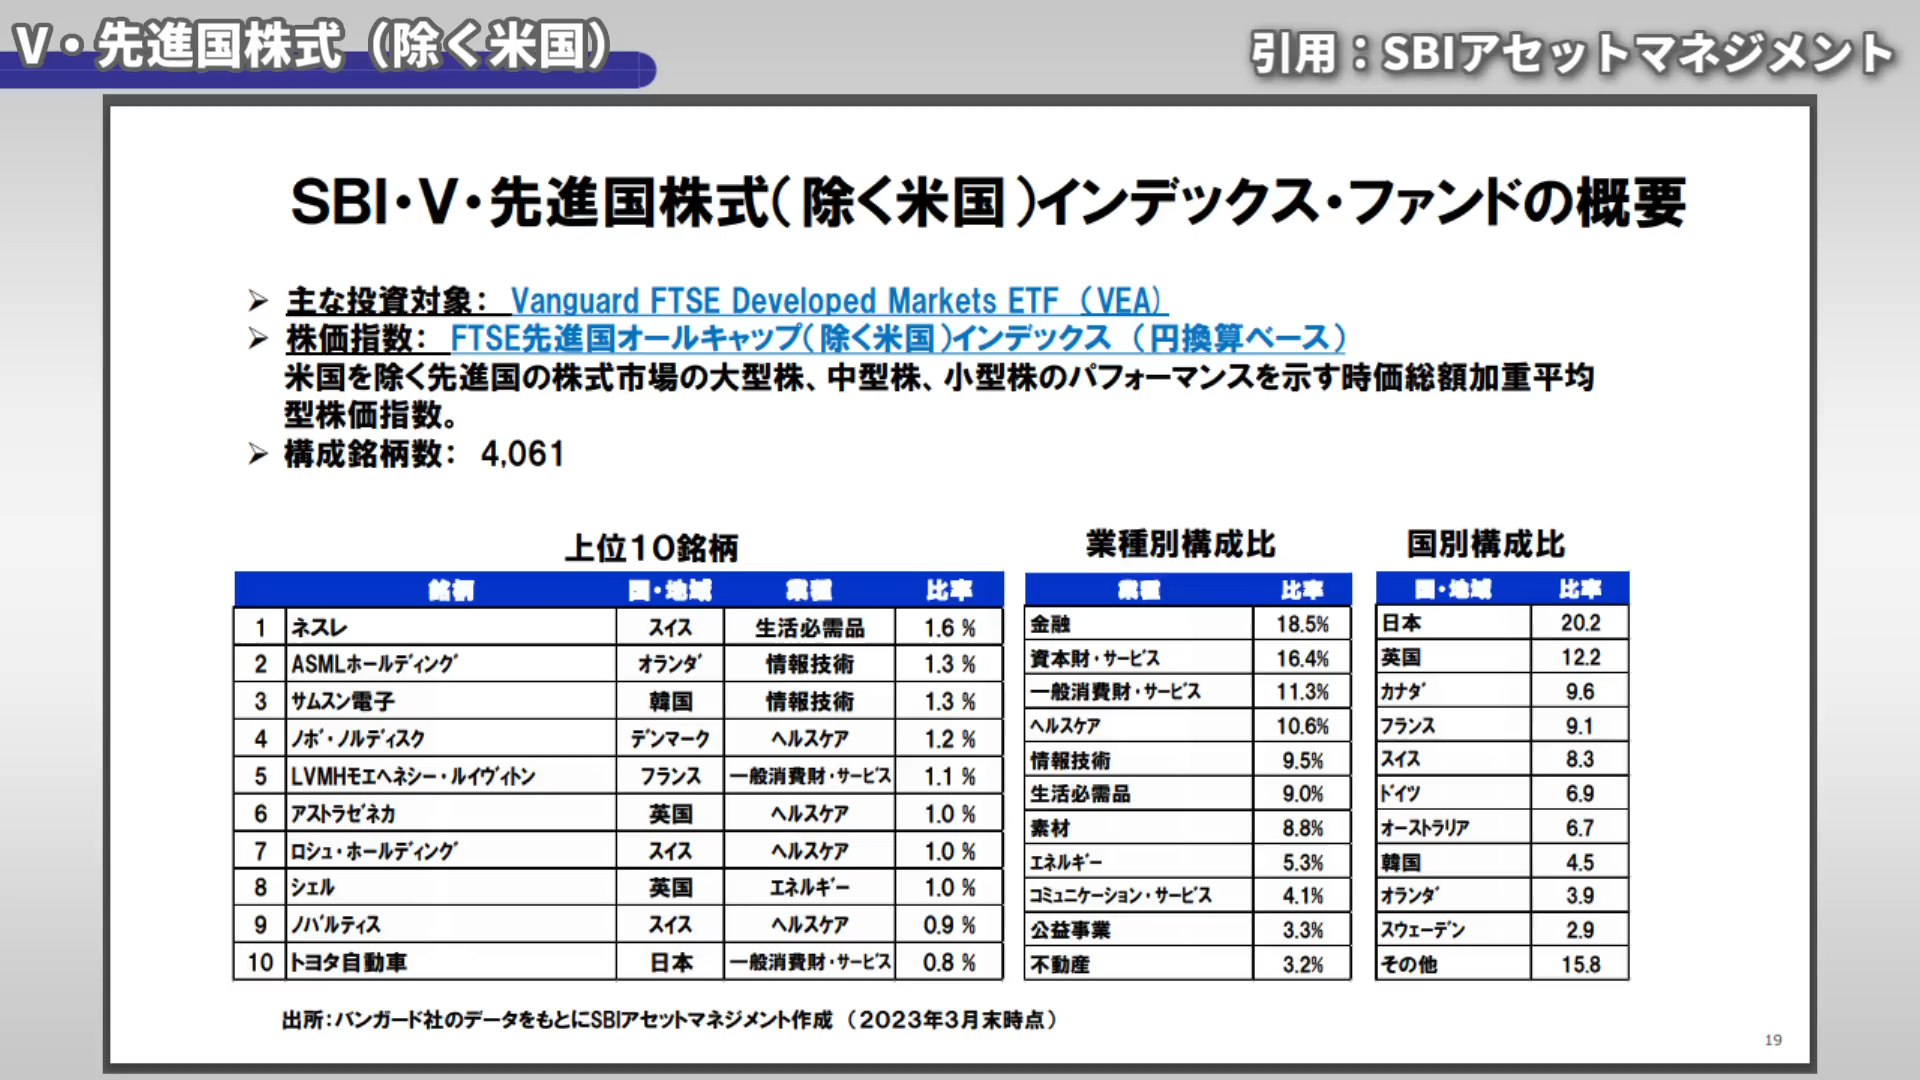 V・先進国株式（除く米国）
引用：SBIアセットマネジメント
SBI・V・先進国株式（除く米国）インデックス・ファンドの概要
➢ 主な投資対象： Vanguard FTSE Developed Markets ETF （VEA）
➢ 株価指数： FTSE先進国オールキャップ（除く米国）インデックス （円換算ベース）
米国を除く先進国の株式市場の大型株、中型株、小型株のパフォーマンスを示す時価総額加重平均
型株価指数。
➢ 構成銘柄数： 4,061
上位10銘柄
銘柄 国・地域 業種 比率
1 ネスレ スイス 生活必需品 1.6 %
2 ASMLホールディング オランダ 情報技術 1.3 %
3 サムスン電子 韓国 情報技術 1.3 %
4 ノボ・ノルディスク デンマーク ヘルスケア 1.2 %
5 LVMHモエヘネシー・ルイヴィトン フランス 一般消費財・サービス 1.1 %
6 アストラゼネカ 英国 ヘルスケア 1.0 %
7 ロシュ・ホールディング スイス ヘルスケア 1.0 %
8 シェル 英国 エネルギー 1.0 %
9 ノバルティス スイス ヘルスケア 0.9 %
10 トヨタ自動車 日本 一般消費財・サービス 0.8 %
業種別構成比
業種 比率
金融 18.5%
資本財・サービス 16.4%
一般消費財・サービス 11.3%
ヘルスケア 10.6%
情報技術 9.5%
生活必需品 9.0%
素材 8.8%
エネルギー 5.3%
コミュニケーション・サービス 4.1%
公益事業 3.3%
不動産 3.2%
国別構成比
国・地域 比率
日本 20.2
英国 12.2
カナダ 9.6
フランス 9.1
スイス 8.3
ドイツ 6.9
オーストラリア 6.7
韓国 4.5
オランダ 3.9
スウェーデン 2.9
その他 15.8
出所：バンガード社のデータをもとにSBIアセットマネジメント作成 （2023年3月末時点）
19